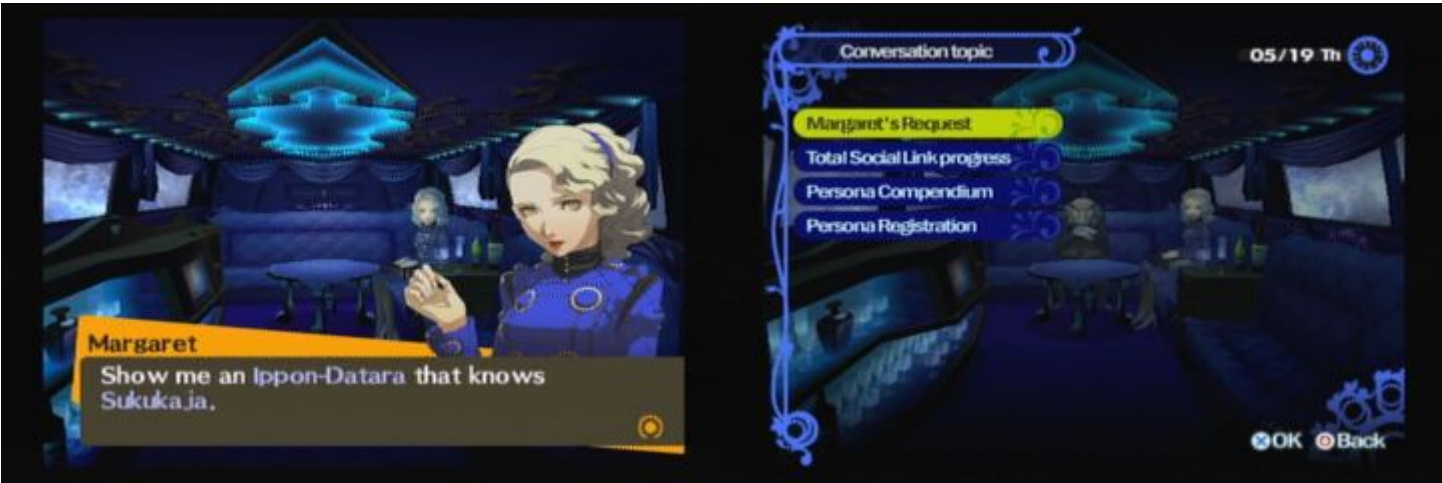 Margaret
Show me an Ippon-Datara that knows
Sukukaja.
Conversation topic
05/19 Th
Margaret's Request
Total Social Link progress
Persona Compendium
Persona Registration
OK Back